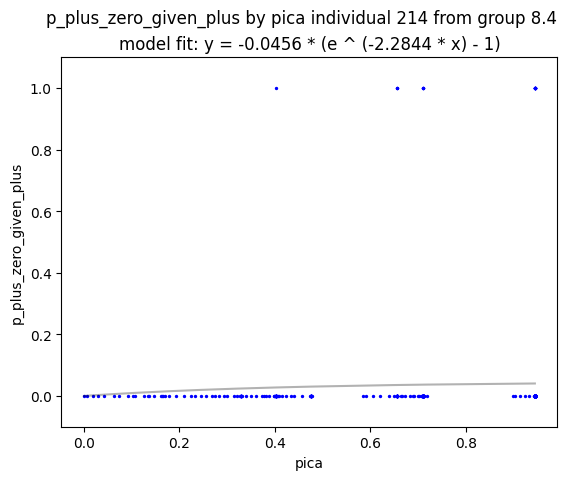 p_plus_zero_given_plus by pica individual 214 from group 8.4
model fit: y = -0.0456 * (e ^ (-2.2844 * x) - 1)
1.0
0.8
0.6
0.4
0.2
0.0
p_plus_zero_given_plus
0.0 0.2 0.4 0.6 0.8
pica